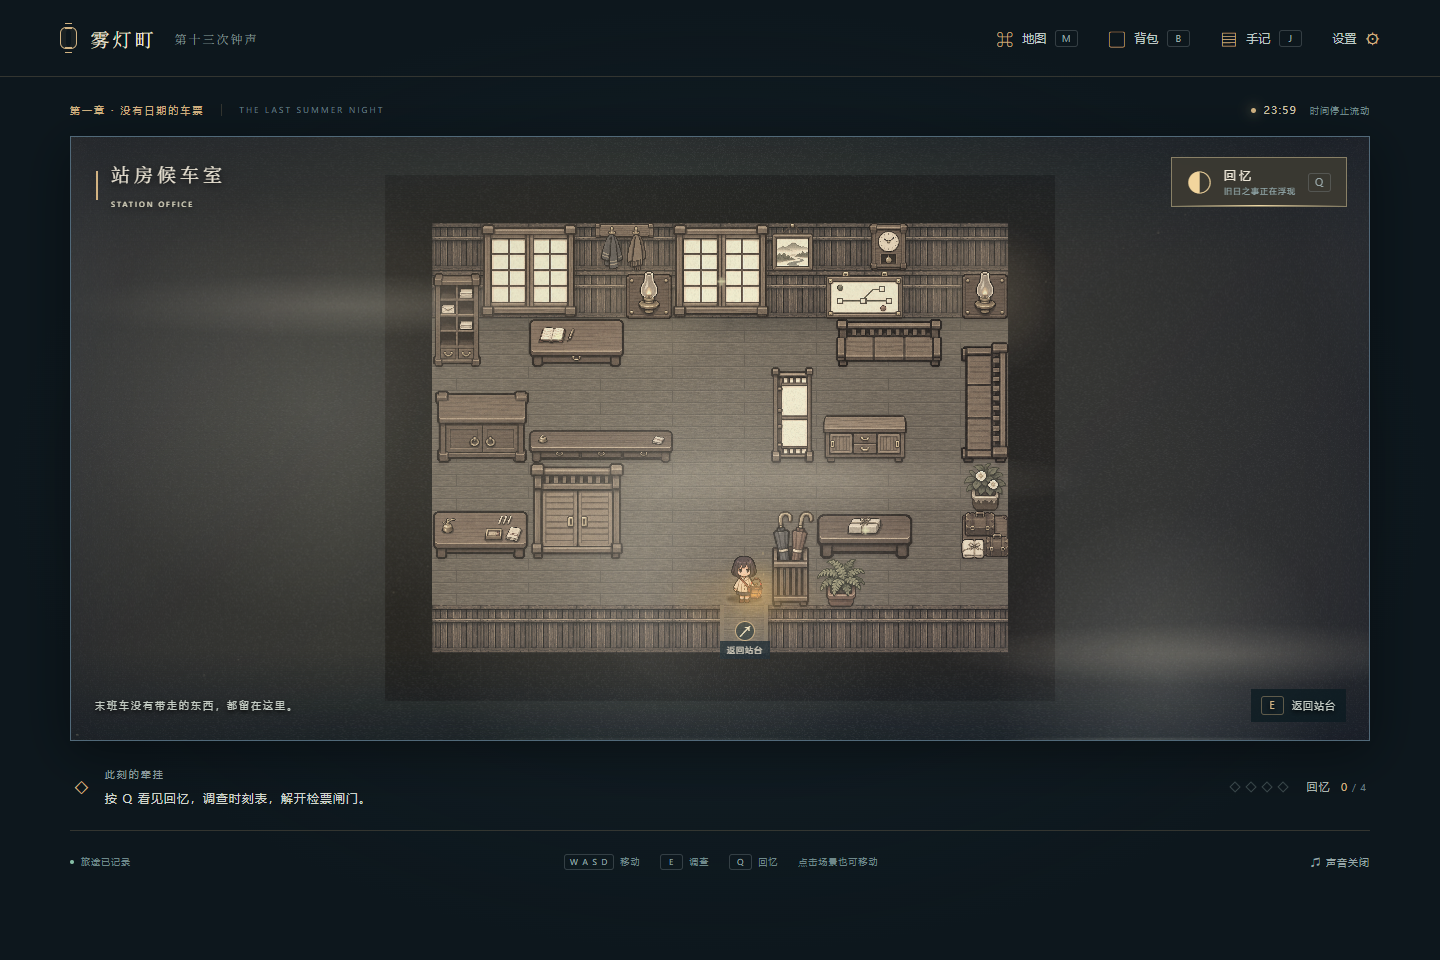 雾灯町 第十三次钟声
地图 M 背包 B 手记 J 设置
第一章 · 没有日期的车票 THE LAST SUMMER NIGHT
23:59 时间停止流动
站房候车室
STATION OFFICE
回忆
旧日之事正在浮现
Q
返回站台
末班车没有带走的东西，都留在这里。
E 返回站台
此刻的牵挂
按 Q 看见回忆，调查时刻表，解开检票闸门。
回忆 0 / 4
旅途已记录
WASD 移动 E 调查 Q 回忆 点击场景也可移动
声音关闭